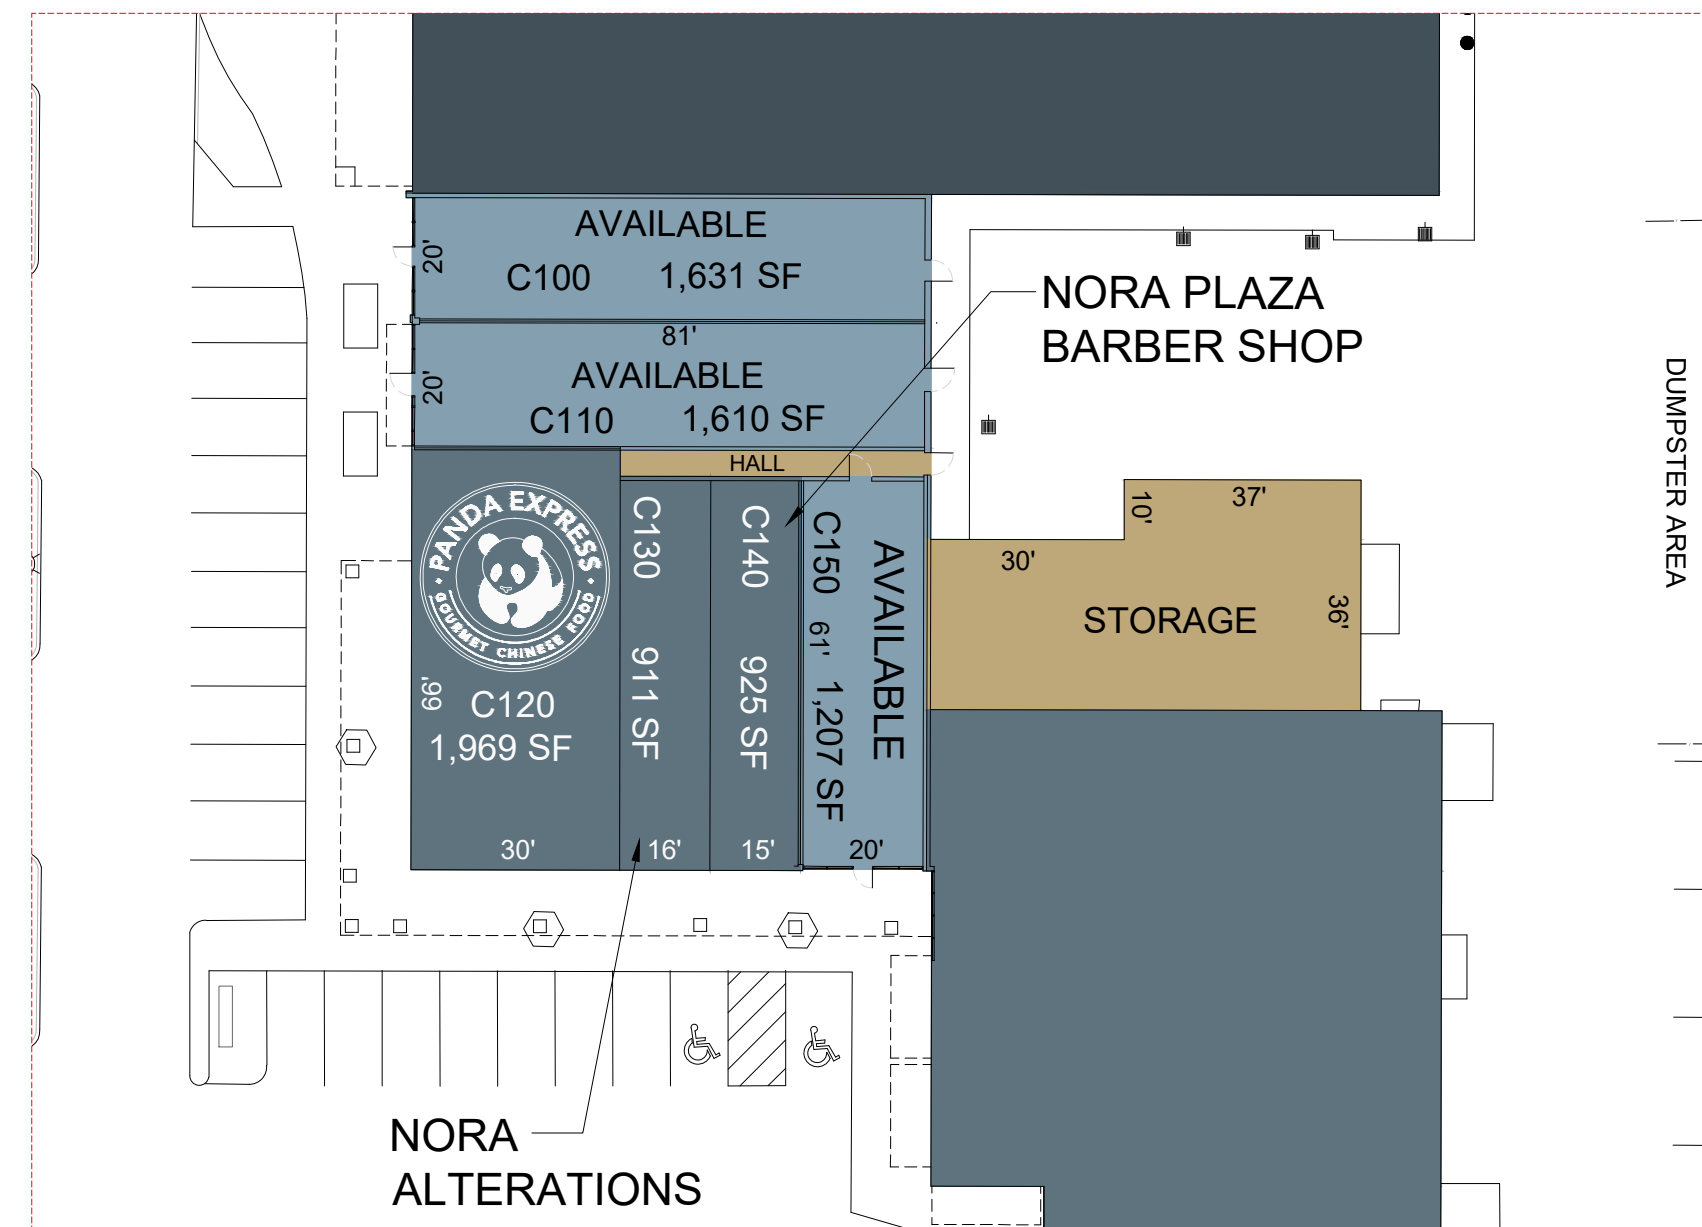 AVAILABLE
20'
C100 1,631 SF
81'
AVAILABLE
20'
C110 1,610 SF
NORA PLAZA
BARBER SHOP
DUMPSTER AREA
HALL
PANDA EXPRESS
GOURMET CHINESE FOOD
66'
C120
1,969 SF
30'
C130 911 SF
16'
C140 925 SF
15'
C150 61' 1,207 SF
AVAILABLE
20'
10'
37'
30'
STORAGE
36'
NORA
ALTERATIONS